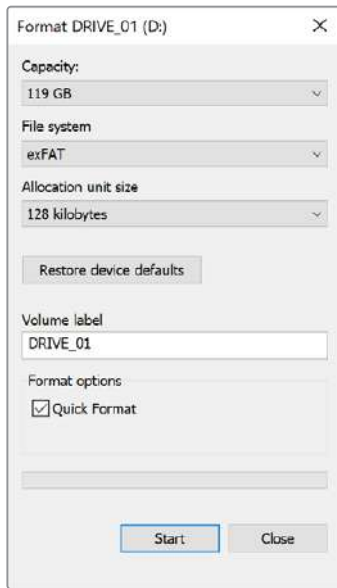 Format DRIVE_01 (D:)
Capacity:
119 GB
File system
exFAT
Allocation unit size
128 kilobytes
Restore device defaults
Volume label
DRIVE_01
Format options
Quick Format
Start Close